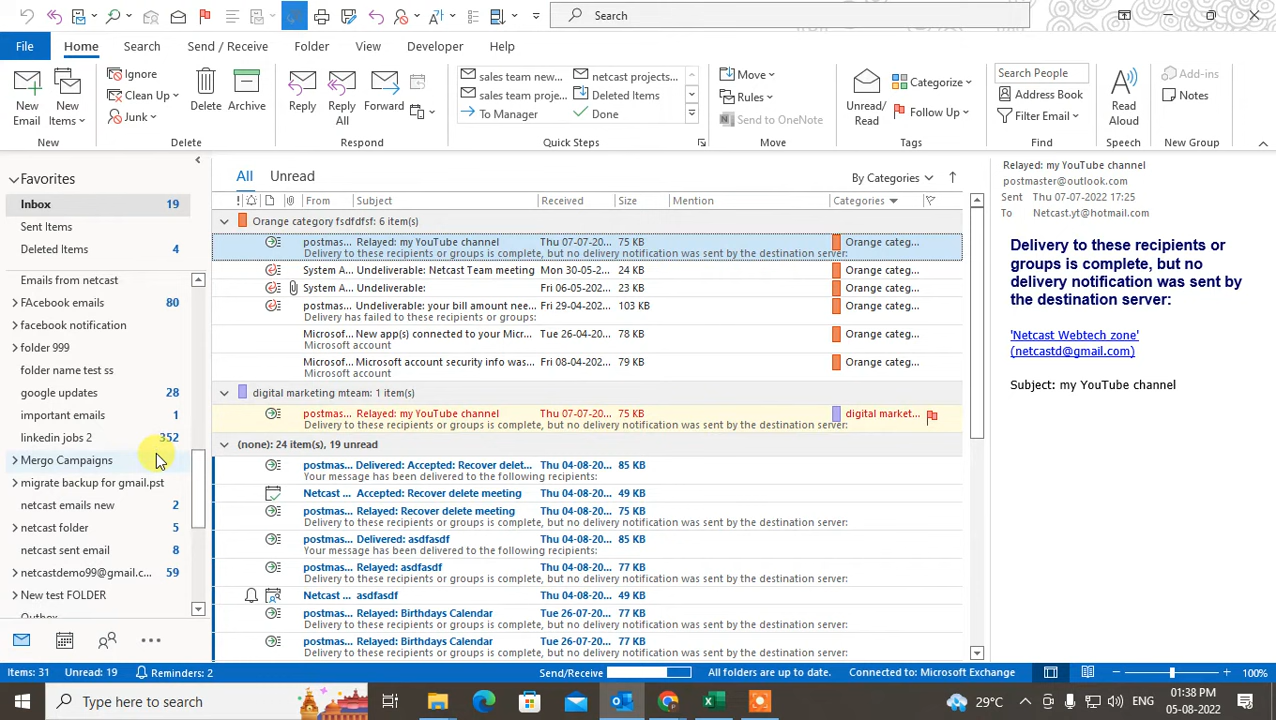 Search
File Home Search Send / Receive Folder View Developer Help
New Email
New Items
Ignore
Clean Up
Junk
Delete
Archive
Reply
Reply All
Forward
sales team new... netcast projects...
sales team proje... Deleted Items
To Manager Done
Move
Rules
Send to OneNote
Unread/ Read
Categorize
Follow Up
Search People
Address Book
Filter Email
Read Aloud
Add-ins
Notes
New Delete Respond Quick Steps Move Tags Find Speech New Group
Favorites
Inbox 19
Sent Items
Deleted Items 4
Emails from netcast
FAcebook emails 80
facebook notification
folder 999
folder name test ss
google updates 28
important emails 1
linkedin jobs 2 352
Mergo Campaigns
migrate backup for gmail.pst
netcast emails new 2
netcast folder 5
netcast sent email 8
netcastdemo99@gmail.c... 59
New test FOLDER
Outbox
All Unread By Categories
From Subject Received Size Mention Categories
Orange category fsdfdfsf: 6 item(s)
postmas... Relayed: my YouTube channel Thu 07-07-20... 75 KB Orange categ...
Delivery to these recipients or groups is complete, but no delivery notification was sent by the destination server:
System A... Undeliverable: Netcast Team meeting Mon 30-05-2... 24 KB Orange categ...
System A... Undeliverable: Fri 06-05-202... 23 KB Orange categ...
postmas... Undeliverable: your bill amount nee... Fri 29-04-202... 103 KB Orange categ...
Delivery has failed to these recipients or groups:
Microsof... New app(s) connected to your Micr... Tue 26-04-20... 78 KB Orange categ...
Microsoft account
Microsof... Microsoft account security info was... Fri 08-04-202... 79 KB Orange categ...
Microsoft account
digital marketing mteam: 1 item(s)
postmas... Relayed: my YouTube channel Thu 07-07-20... 75 KB digital market...
Delivery to these recipients or groups is complete, but no delivery notification was sent by the destination server:
(none): 24 item(s), 19 unread
postmas... Delivered: Accepted: Recover delet... Thu 04-08-20... 85 KB
Your message has been delivered to the following recipients:
Netcast ... Accepted: Recover delete meeting Thu 04-08-20... 49 KB
postmas... Relayed: Recover delete meeting Thu 04-08-20... 75 KB
Delivery to these recipients or groups is complete, but no delivery notification was sent by the destination server:
postmas... Delivered: asdfasdf Thu 04-08-20... 85 KB
Your message has been delivered to the following recipients:
postmas... Relayed: asdfasdf Thu 04-08-20... 77 KB
Delivery to these recipients or groups is complete, but no delivery notification was sent by the destination server:
Netcast ... asdfasdf Thu 04-08-20... 49 KB
postmas... Relayed: Birthdays Calendar Tue 26-07-20... 77 KB
Delivery to these recipients or groups is complete, but no delivery notification was sent by the destination server:
postmas... Relayed: Birthdays Calendar Tue 26-07-20... 77 KB
Delivery to these recipients or groups is complete, but no delivery notification was sent by the destination server:
Relayed: my YouTube channel
postmaster@outlook.com
Sent Thu 07-07-2022 17:25
To Netcast.yt@hotmail.com
Delivery to these recipients or
groups is complete, but no
delivery notification was sent by
the destination server:
'Netcast Webtech zone'
(netcastd@gmail.com)
Subject: my YouTube channel
Items: 31 Unread: 19 Reminders: 2 Send/Receive All folders are up to date. Connected to: Microsoft Exchange 100%
Type here to search
29°C ENG
01:38 PM
05-08-2022